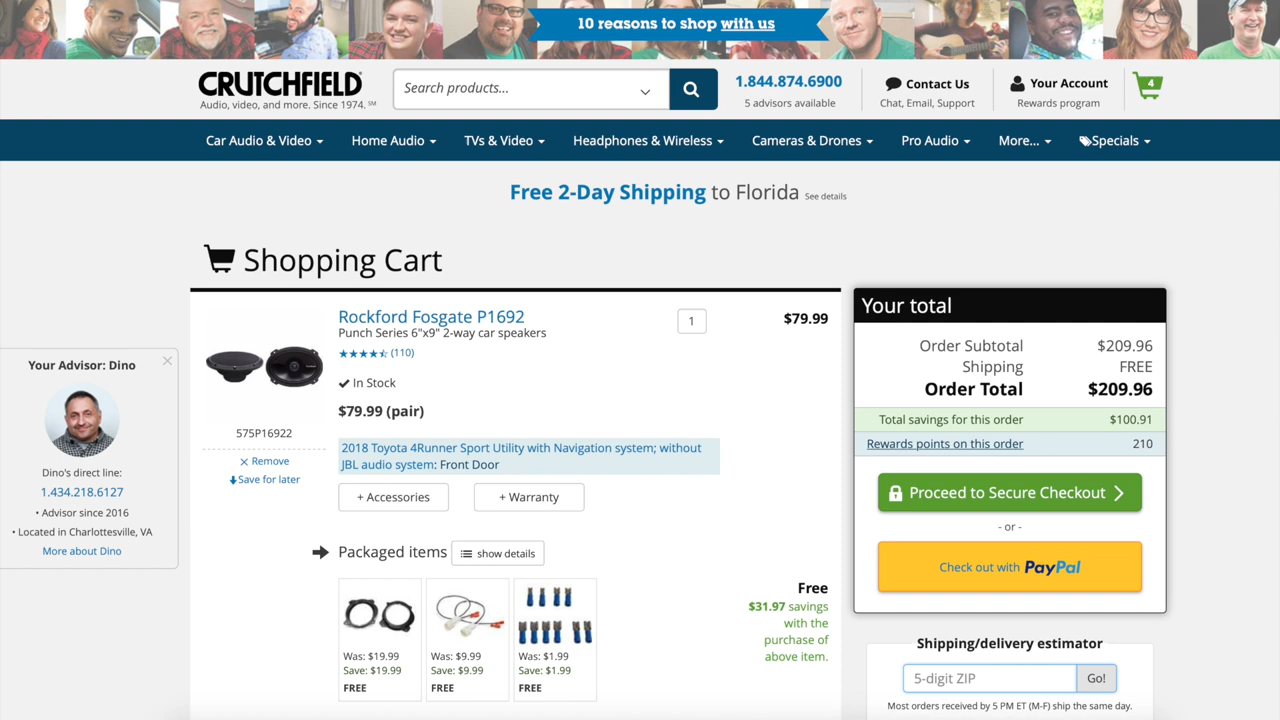 10 reasons to shop with us
CRUTCHFIELD
Audio, video, and more. Since 1974. SM
Search products...
1.844.874.6900
5 advisors available
Contact Us
Chat, Email, Support
Your Account
Rewards program
4
Car Audio & Video
Home Audio
TVs & Video
Headphones & Wireless
Cameras & Drones
Pro Audio
More...
Specials
Free 2-Day Shipping to Florida See details
Shopping Cart
Rockford Fosgate P1692
Punch Series 6"x9" 2-way car speakers
(110)
In Stock
$79.99 (pair)
1
$79.99
575P16922
Remove
Save for later
2018 Toyota 4Runner Sport Utility with Navigation system; without
JBL audio system: Front Door
+ Accessories
+ Warranty
Packaged items
show details
Was: $19.99
Save: $19.99
FREE
Was: $9.99
Save: $9.99
FREE
Was: $1.99
Save: $1.99
FREE
Free
$31.97 savings
with the
purchase of
above item.
Your Advisor: Dino
Dino's direct line:
1.434.218.6127
• Advisor since 2016
• Located in Charlottesville, VA
More about Dino
Your total
Order Subtotal $209.96
Shipping FREE
Order Total $209.96
Total savings for this order $100.91
Rewards points on this order 210
Proceed to Secure Checkout
- or -
Check out with PayPal
Shipping/delivery estimator
5-digit ZIP
Go!
Most orders received by 5 PM ET (M-F) ship the same day.